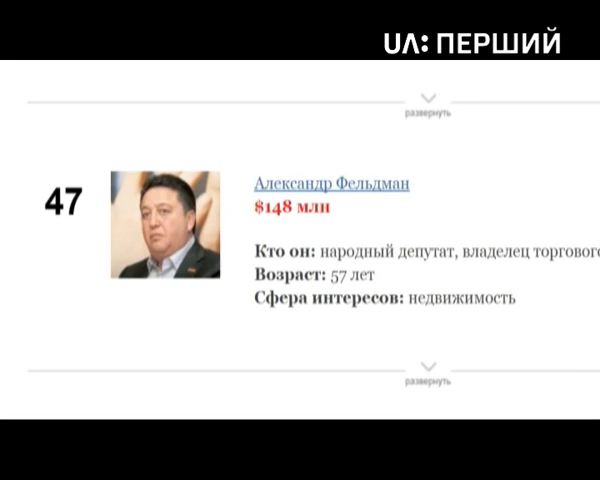 UA: ПЕРШИЙ
развернуть
47
Александр Фельдман
$148 млн
Кто он: народный депутат, владелец торгового
Возраст: 57 лет
Сфера интересов: недвижимость
развернуть